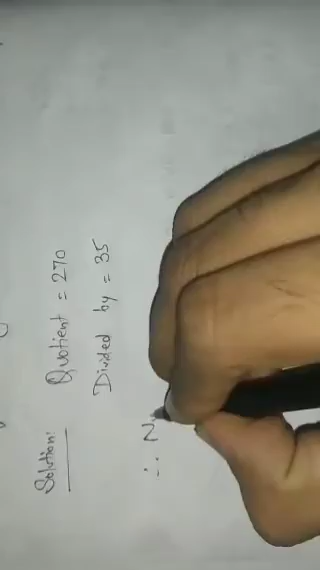 Solution:
Quotient = 270
Divided by = 35
∴ N